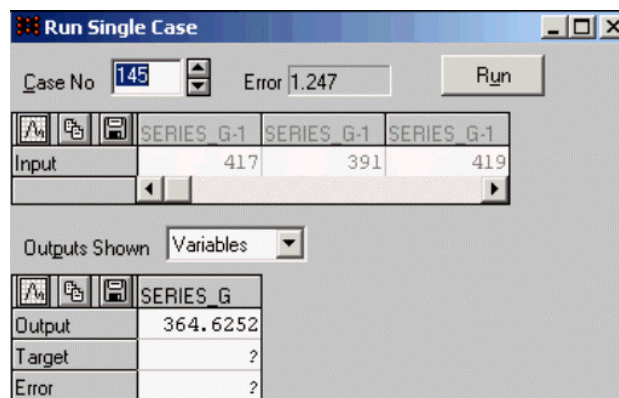 Run Single Case
Case No 145 Error 1.247 Run
SERIES_G-1 SERIES_G-1 SERIES_G-1
Input 417 391 419
Outputs Shown Variables
SERIES_G
Output 364.6252
Target ?
Error ?